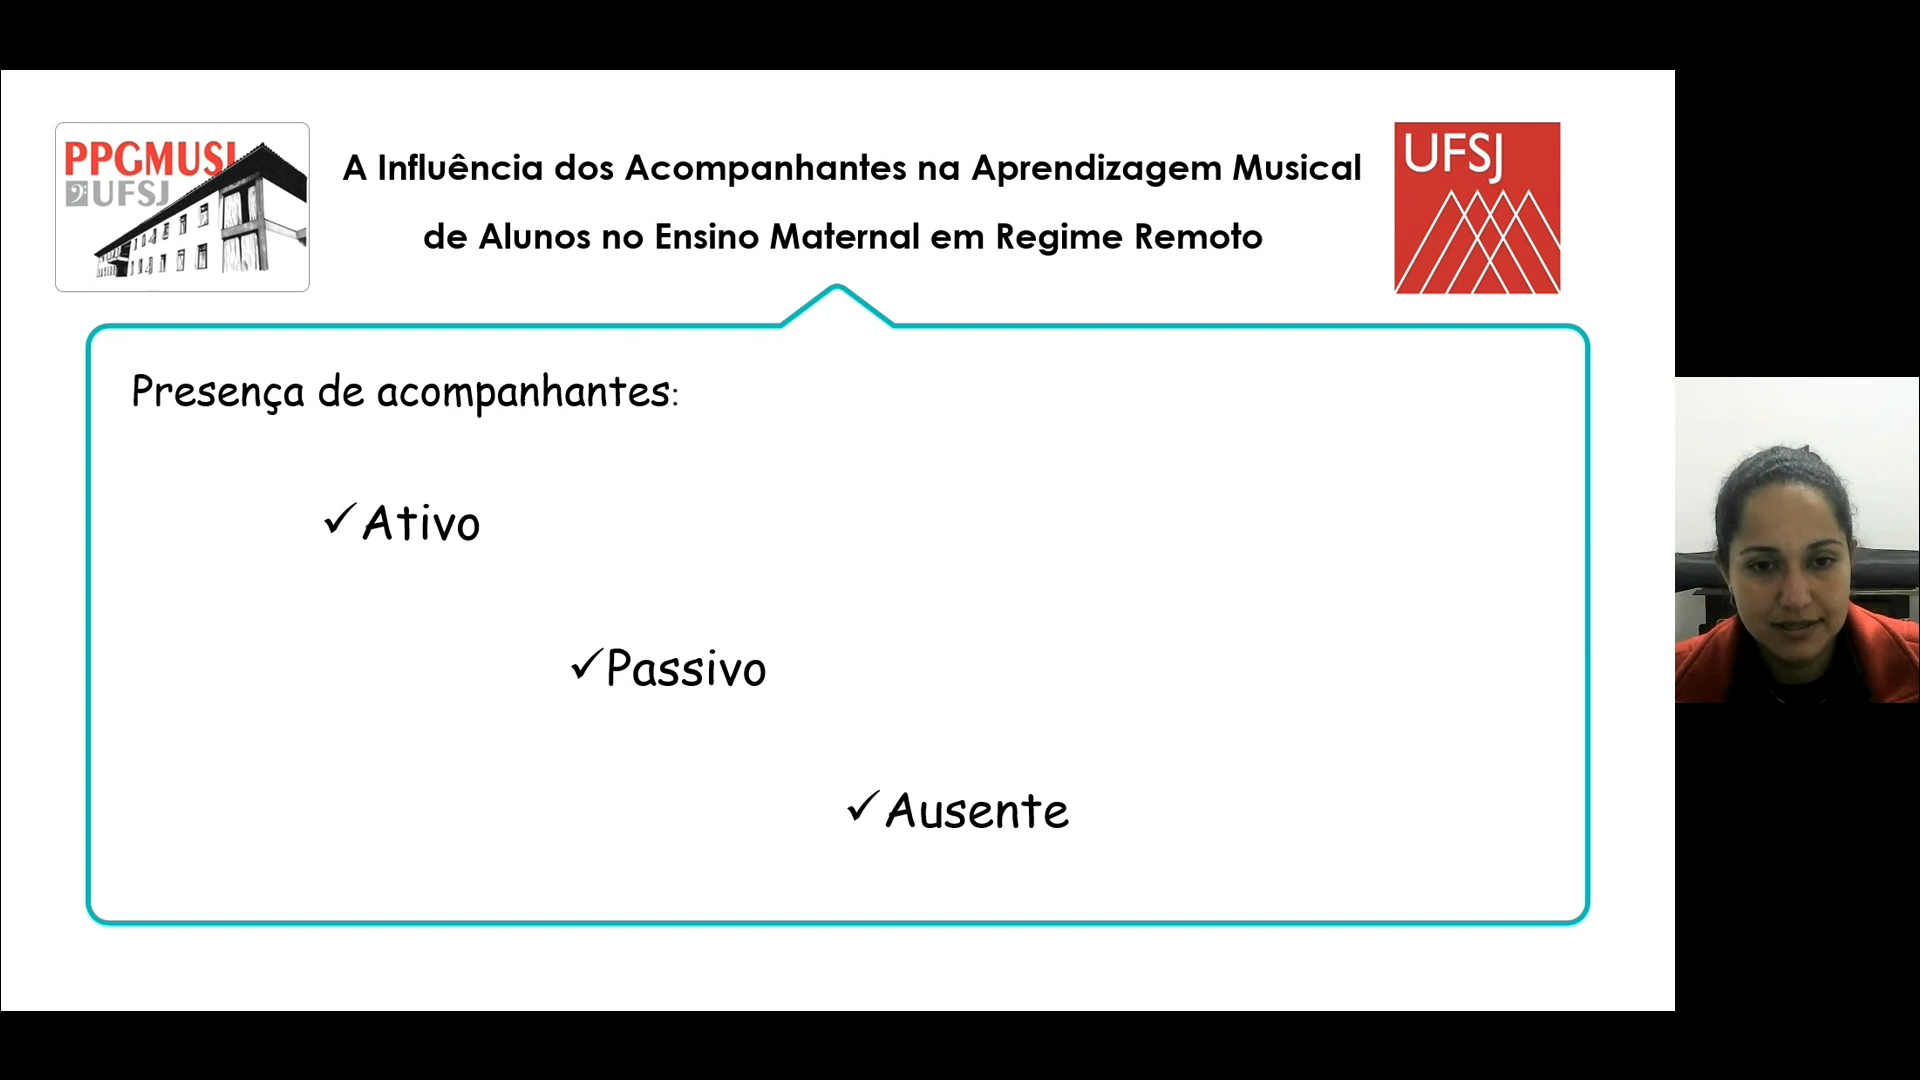 PPGMUSI
UFSJ
A Influência dos Acompanhantes na Aprendizagem Musical
de Alunos no Ensino Maternal em Regime Remoto
UFSJ
Presença de acompanhantes:
✓Ativo
✓Passivo
✓Ausente